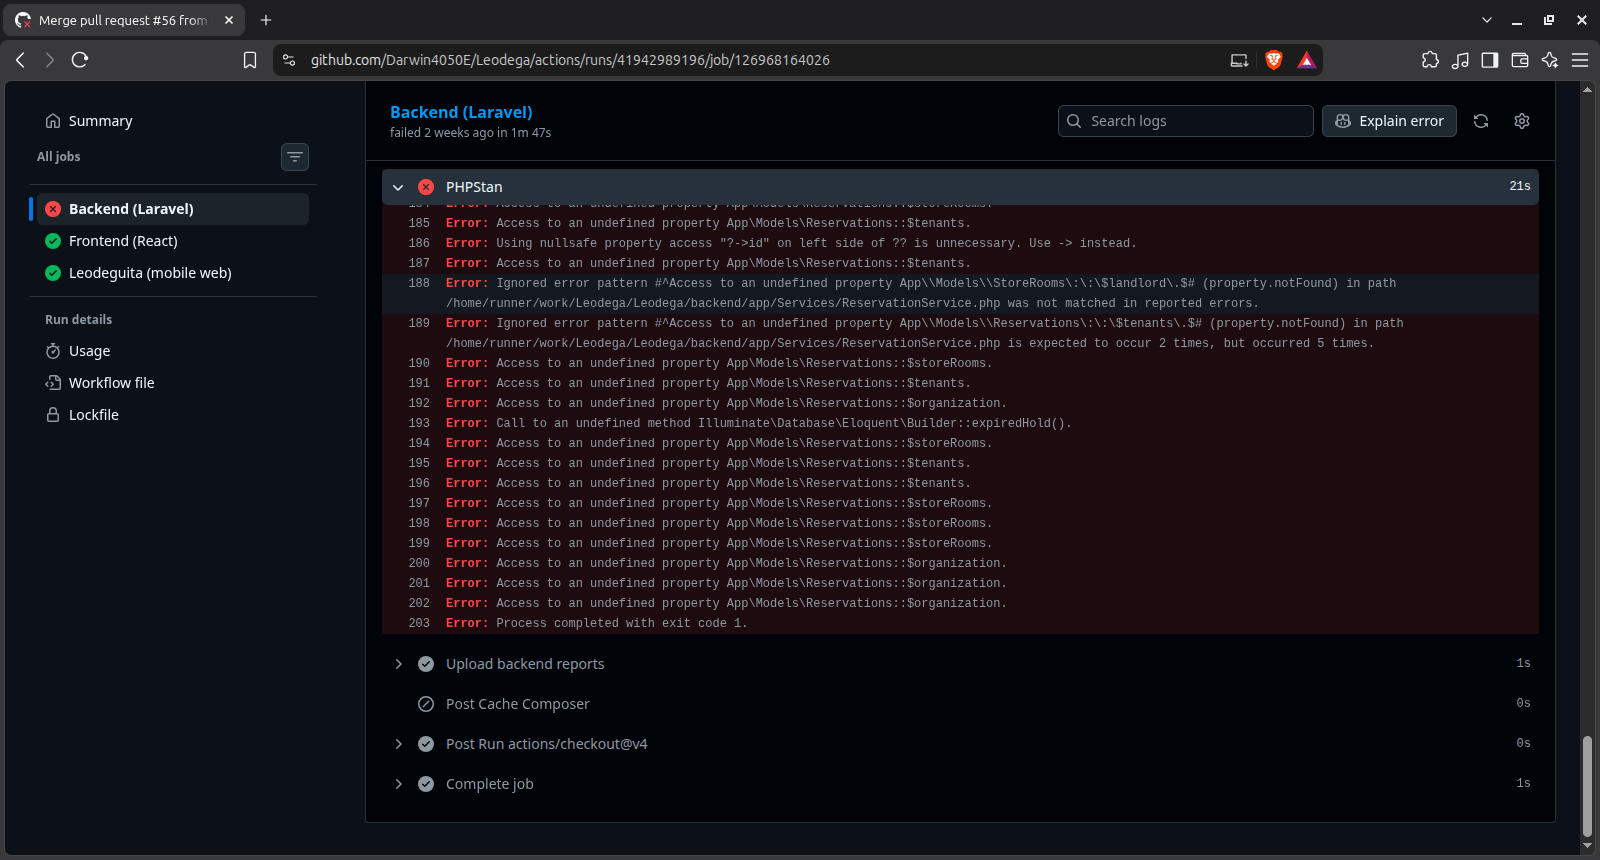 Merge pull request #56 from
github.com/Darwin4050E/Leodega/actions/runs/41942989196/job/126968164026
Summary
All jobs
Backend (Laravel)
Frontend (React)
Leodeguita (mobile web)
Run details
Usage
Workflow file
Lockfile
Backend (Laravel)
failed 2 weeks ago in 1m 47s
Search logs
Explain error
PHPStan
21s
184 Error: Access to an undefined property App\Models\Reservations::$storeRooms.
185 Error: Access to an undefined property App\Models\Reservations::$tenants.
186 Error: Using nullsafe property access "?->id" on left side of ?? is unnecessary. Use -> instead.
187 Error: Access to an undefined property App\Models\Reservations::$tenants.
188 Error: Ignored error pattern #^Access to an undefined property App\\Models\\StoreRooms\:\:\$landlord\.$# (property.notFound) in path
/home/runner/work/Leodega/Leodega/backend/app/Services/ReservationService.php was not matched in reported errors.
189 Error: Ignored error pattern #^Access to an undefined property App\\Models\\Reservations\:\:\$tenants\.$# (property.notFound) in path
/home/runner/work/Leodega/Leodega/backend/app/Services/ReservationService.php is expected to occur 2 times, but occurred 5 times.
190 Error: Access to an undefined property App\Models\Reservations::$storeRooms.
191 Error: Access to an undefined property App\Models\Reservations::$tenants.
192 Error: Access to an undefined property App\Models\Reservations::$organization.
193 Error: Call to an undefined method Illuminate\Database\Eloquent\Builder::expiredHold().
194 Error: Access to an undefined property App\Models\Reservations::$storeRooms.
195 Error: Access to an undefined property App\Models\Reservations::$tenants.
196 Error: Access to an undefined property App\Models\Reservations::$tenants.
197 Error: Access to an undefined property App\Models\Reservations::$storeRooms.
198 Error: Access to an undefined property App\Models\Reservations::$storeRooms.
199 Error: Access to an undefined property App\Models\Reservations::$storeRooms.
200 Error: Access to an undefined property App\Models\Reservations::$organization.
201 Error: Access to an undefined property App\Models\Reservations::$organization.
202 Error: Access to an undefined property App\Models\Reservations::$organization.
203 Error: Process completed with exit code 1.
Upload backend reports
1s
Post Cache Composer
0s
Post Run actions/checkout@v4
0s
Complete job
1s